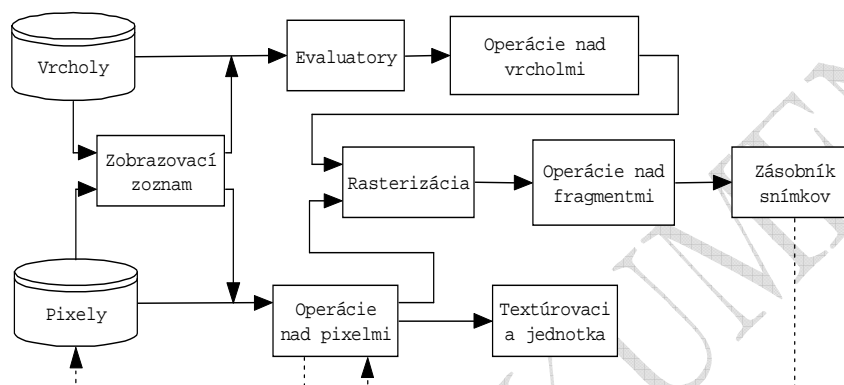 Vrcholy
Evaluatory
Operácie nad
vrcholmi
Zobrazovací
zoznam
Rasterizácia
Operácie nad
fragmentmi
Zásobník
snímkov
Pixely
Operácie
nad pixelmi
Textúrovaci
a jednotka
KUMEN